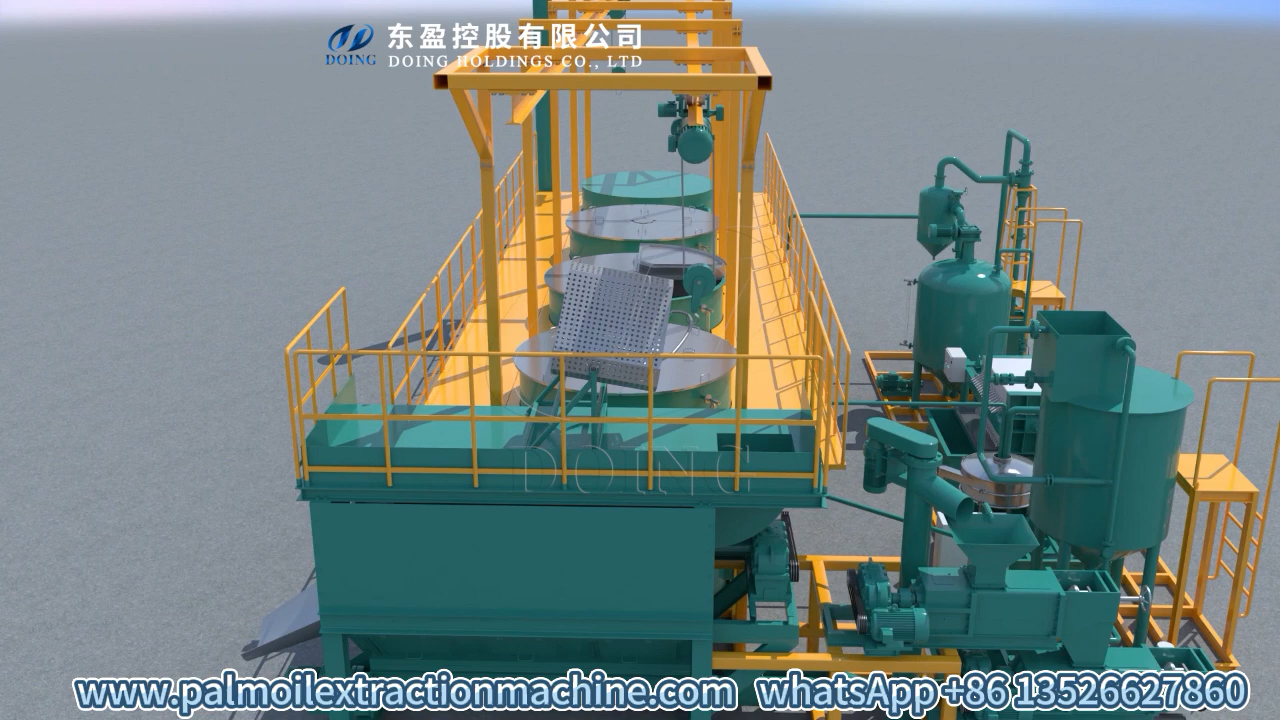 东盈控股有限公司
DOING DOING HOLDINGS CO., LTD
DOING
www.palmoilextractionmachine.com whatsApp +86 13526627860